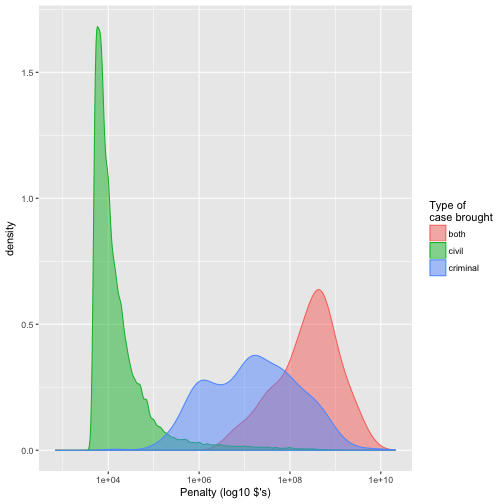 1.5
1.0
0.5
0.0
density
1e+04 1e+06 1e+08 1e+10
Penalty (log10 $'s)
Type of
case brought
both
civil
criminal